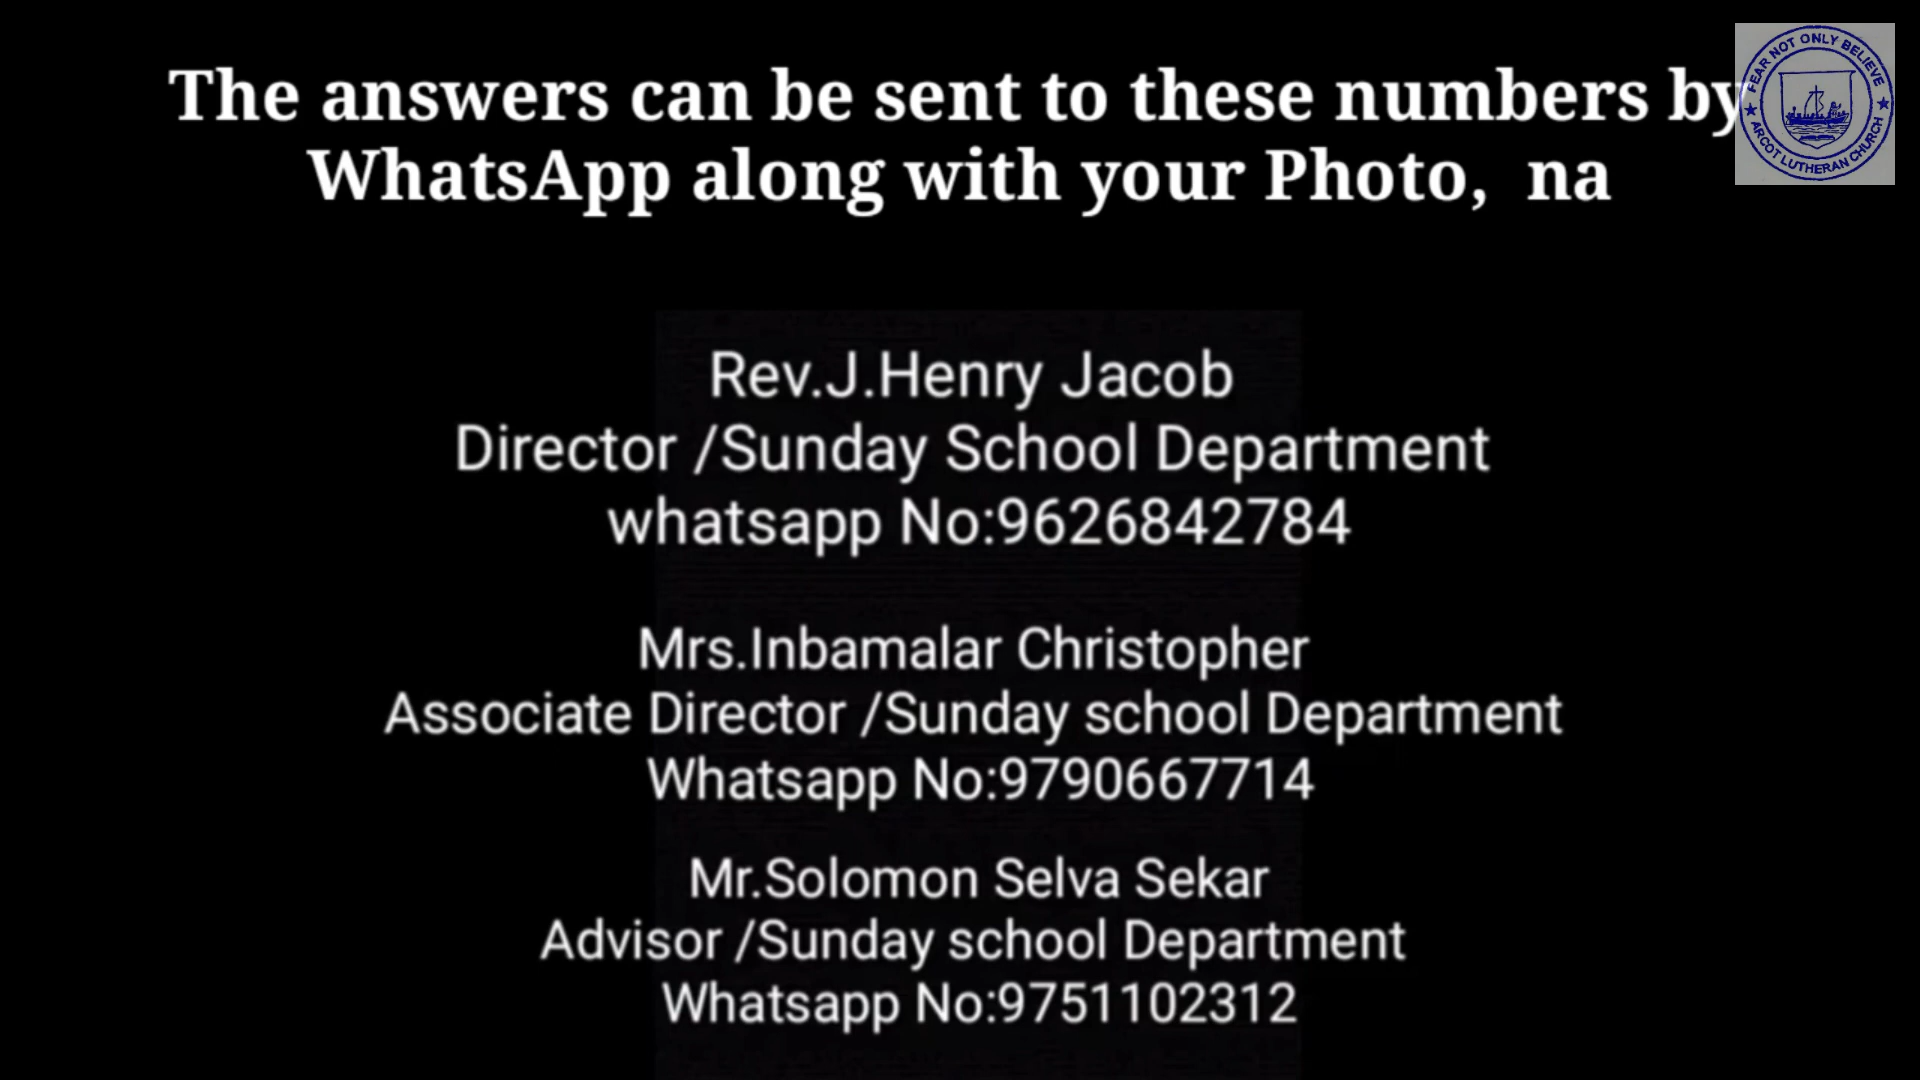 The answers can be sent to these numbers by
WhatsApp along with your Photo,  na
FEAR NOT ONLY BELIEVE
ARCOT LUTHERAN CHURCH
Rev.J.Henry Jacob
Director /Sunday School Department
whatsapp No:9626842784
Mrs.Inbamalar Christopher
Associate Director /Sunday school Department
Whatsapp No:9790667714
Mr.Solomon Selva Sekar
Advisor /Sunday school Department
Whatsapp No:9751102312